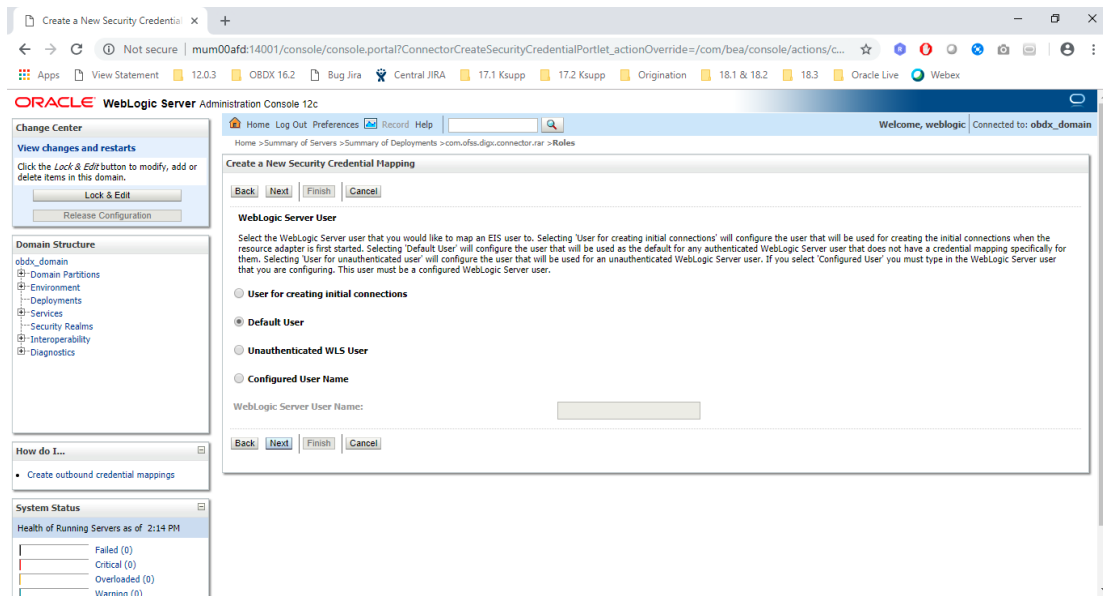 Create a New Security Credential
Not secure | mum00afd:14001/console/console.portal?ConnectorCreateSecurityCredentialPortlet_actionOverride=/com/bea/console/actions/c...
Apps View Statement 12.0.3 OBDX 16.2 Bug Jira Central JIRA 17.1 Ksupp 17.2 Ksupp Origination 18.1 & 18.2 18.3 Oracle Live Webex
ORACLE WebLogic Server Administration Console 12c
Change Center
View changes and restarts
Click the Lock & Edit button to modify, add or
delete items in this domain.
Lock & Edit
Release Configuration
Domain Structure
obdx_domain
Domain Partitions
Environment
Deployments
Services
Security Realms
Interoperability
Diagnostics
How do I...
Create outbound credential mappings
System Status
Health of Running Servers as of 2:14 PM
Failed (0)
Critical (0)
Overloaded (0)
Warning (0)
Home Log Out Preferences Record Help
Welcome, weblogic Connected to: obdx_domain
Home >Summary of Servers >Summary of Deployments >com.ofss.digx.connector.rar >Roles
Create a New Security Credential Mapping
Back Next Finish Cancel
WebLogic Server User
Select the WebLogic Server user that you would like to map an EIS user to. Selecting 'User for creating initial connections' will configure the user that will be used for creating the initial connections when the
resource adapter is first started. Selecting 'Default User' will configure the user that will be used as the default for any authenticated WebLogic Server user that does not have a credential mapping specifically for
them. Selecting 'User for unauthenticated user' will configure the user that will be used for an unauthenticated WebLogic Server user. If you select 'Configured User' you must type in the WebLogic Server user
that you are configuring. This user must be a configured WebLogic Server user.
User for creating initial connections
Default User
Unauthenticated WLS User
Configured User Name
WebLogic Server User Name:
Back Next Finish Cancel